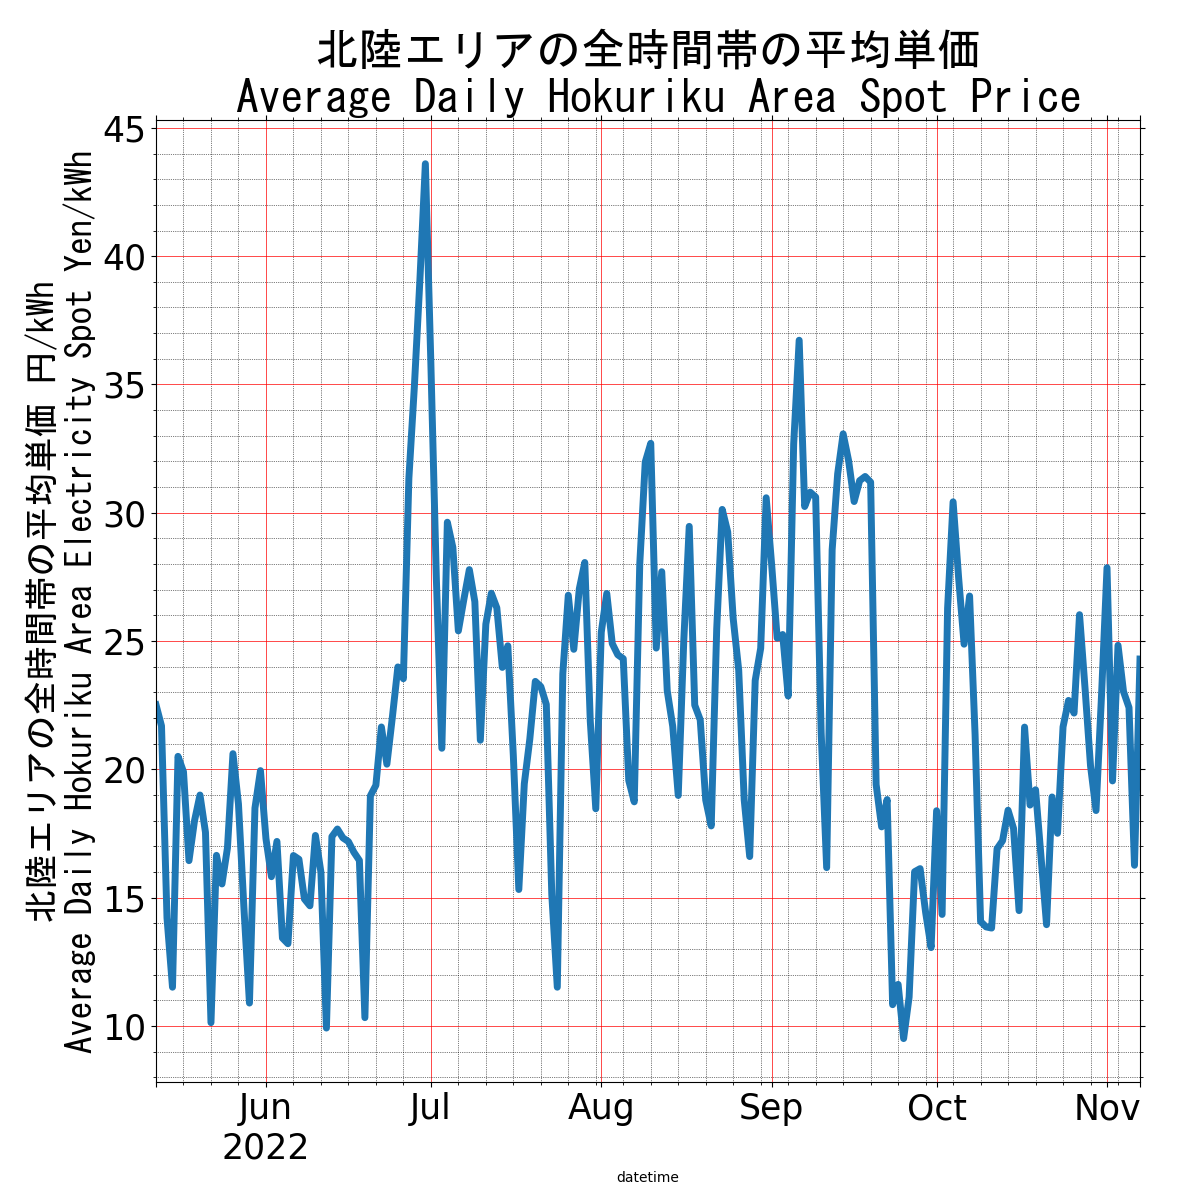 北陸エリアの全時間帯の平均単価
Average Daily Hokuriku Area Spot Price
北陸エリアの全時間帯の平均単価 円/kWh
Average Daily Hokuriku Area Electricity Spot Yen/kWh
45
40
35
30
25
20
15
10
Jun
2022
Jul
Aug
Sep
Oct
Nov
datetime